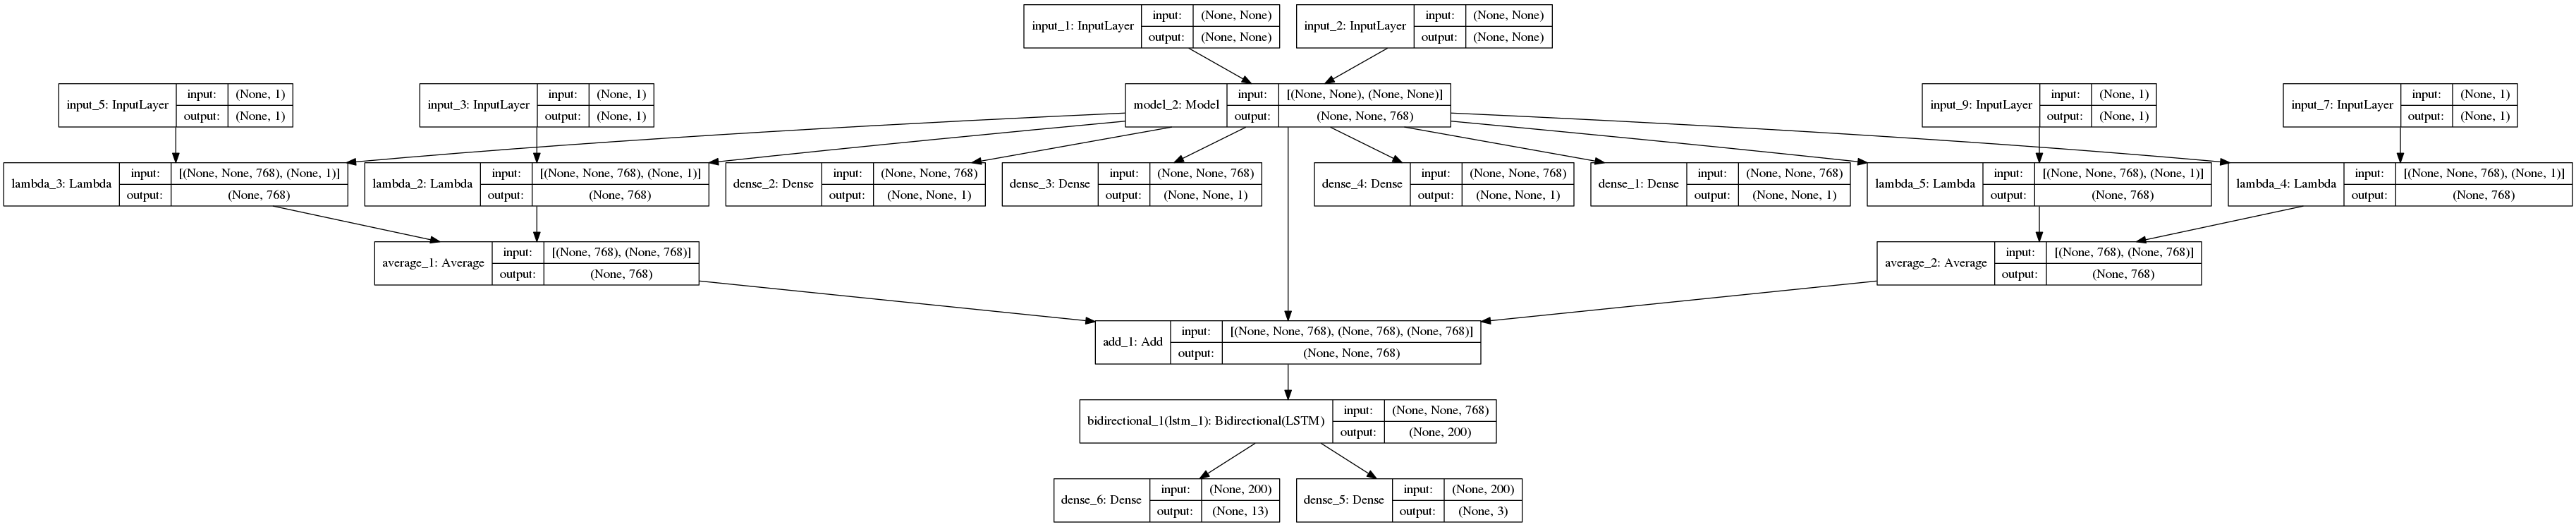 input_1: InputLayer input: (None, None) output: (None, None)
input_2: InputLayer input: (None, None) output: (None, None)
input_5: InputLayer input: (None, 1) output: (None, 1)
input_3: InputLayer input: (None, 1) output: (None, 1)
model_2: Model input: [(None, None), (None, None)] output: (None, None, 768)
input_9: InputLayer input: (None, 1) output: (None, 1)
input_7: InputLayer input: (None, 1) output: (None, 1)
lambda_3: Lambda input: [(None, None, 768), (None, 1)] output: (None, 768)
lambda_2: Lambda input: [(None, None, 768), (None, 1)] output: (None, 768)
dense_2: Dense input: (None, None, 768) output: (None, None, 1)
dense_3: Dense input: (None, None, 768) output: (None, None, 1)
dense_4: Dense input: (None, None, 768) output: (None, None, 1)
dense_1: Dense input: (None, None, 768) output: (None, None, 1)
lambda_5: Lambda input: [(None, None, 768), (None, 1)] output: (None, 768)
lambda_4: Lambda input: [(None, None, 768), (None, 1)] output: (None, 768)
average_1: Average input: [(None, 768), (None, 768)] output: (None, 768)
average_2: Average input: [(None, 768), (None, 768)] output: (None, 768)
add_1: Add input: [(None, None, 768), (None, 768), (None, 768)] output: (None, None, 768)
bidirectional_1(lstm_1): Bidirectional(LSTM) input: (None, None, 768) output: (None, 200)
dense_6: Dense input: (None, 200) output: (None, 13)
dense_5: Dense input: (None, 200) output: (None, 3)